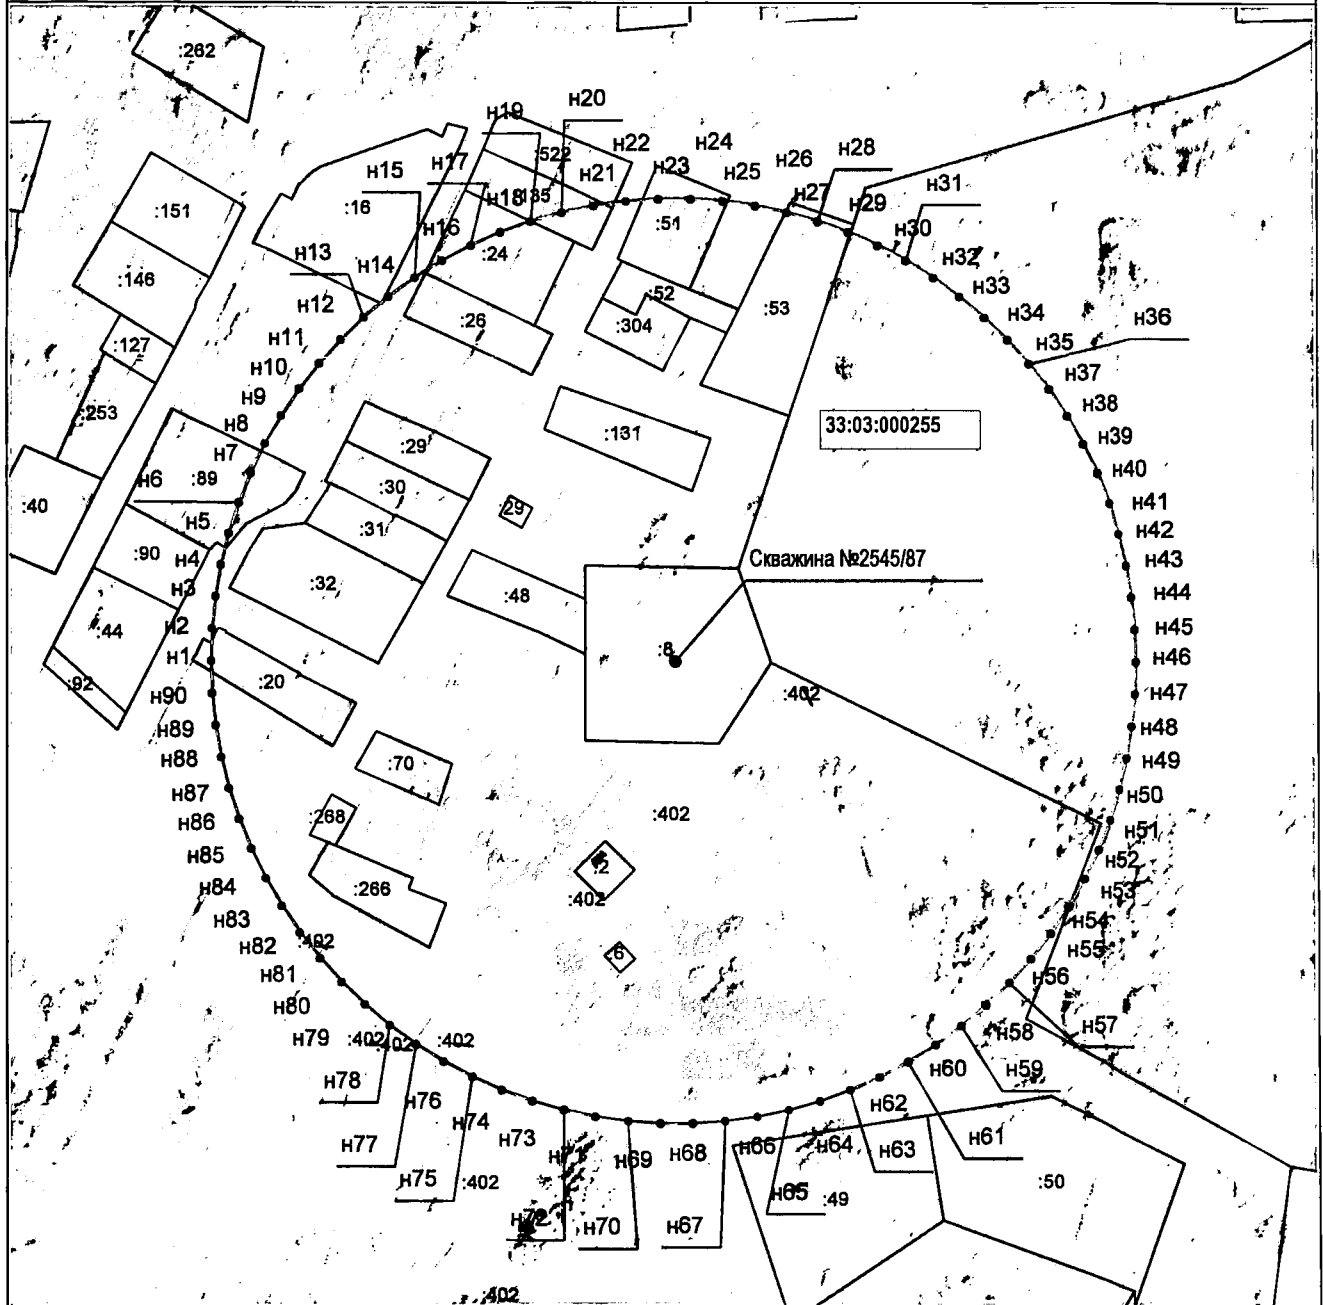 :262
н19
н20
н22
н24
н28
н26
:522
н15
н17
н21
н23
н25
н31
:151
:16
н18
:135
:51
н27
н29
н16
н30
н13
:24
н14
н32
:146
:52
н33
н12
:26
:304
:53
н34
н36
:127
н11
н35
н10
н37
:253
н9
н38
33:03:000255
н8
:29
:131
н39
н7
н40
н6
:89
:30
:40
:29
н41
н5
:31
н42
:90
н4
Скважина №2545/87
н43
н3
:32
:48
н44
:44
н2
н45
н1
:8
н46
:92
:20
н90
:402
н47
н89
н48
н88
:70
н49
н87
н50
н86
:268
:402
н51
н85
:2
н52
н84
:266
:402
н53
н83
н54
н82
:402
:6
н55
н81
н56
н80
н79
:402
:402
:402
н58
н57
н78
н60
н59
н76
н62
н74
н73
н64
н77
н71
н69
н68
н66
н63
н61
н75
:402
н65
:49
:50
н72
н70
н67
:402